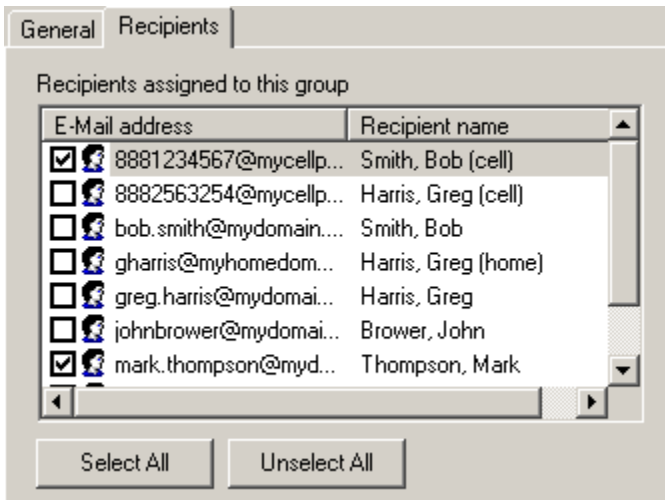 General Recipients
Recipients assigned to this group
E-Mail address Recipient name
8881234567@mycellp... Smith, Bob (cell)
8882563254@mycellp... Harris, Greg (cell)
bob.smith@mydomain.... Smith, Bob
gharris@myhomedom... Harris, Greg (home)
greg.harris@mydomai... Harris, Greg
johnbrower@mydomai... Brower, John
mark.thompson@myd... Thompson, Mark
Select All Unselect All